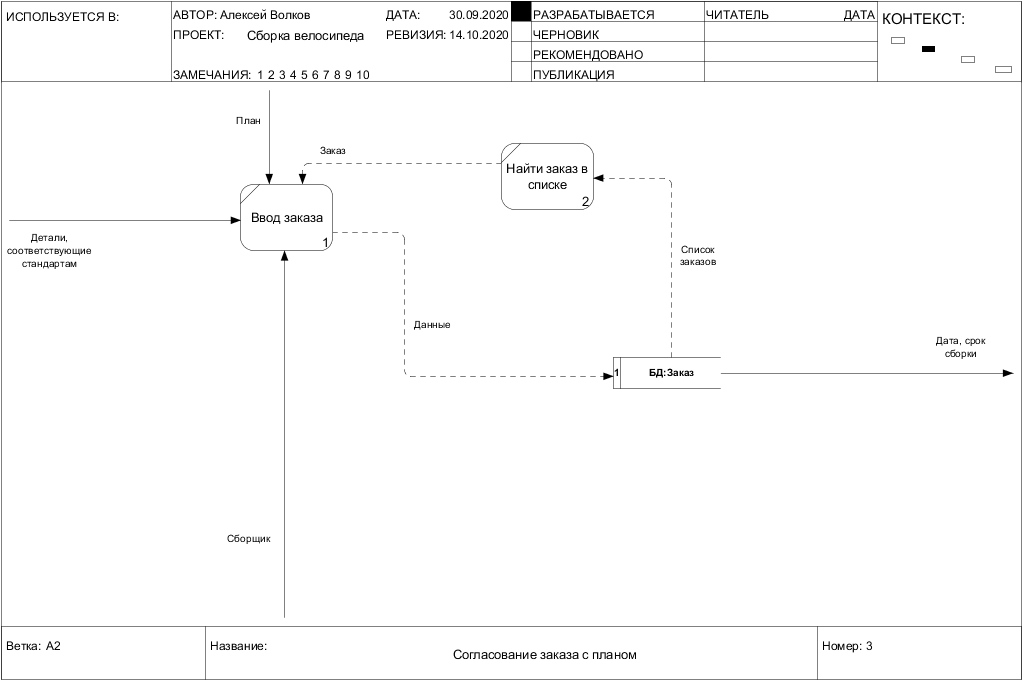 ИСПОЛЬЗУЕТСЯ В:
АВТОР: Алексей Волков ДАТА: 30.09.2020
ПРОЕКТ: Сборка велосипеда РЕВИЗИЯ: 14.10.2020
ЗАМЕЧАНИЯ: 1 2 3 4 5 6 7 8 9 10
РАЗРАБАТЫВАЕТСЯ
ЧЕРНОВИК
РЕКОМЕНДОВАНО
ПУБЛИКАЦИЯ
ЧИТАТЕЛЬ ДАТА
КОНТЕКСТ:
План
Заказ
Найти заказ в
списке
2
Ввод заказа
1
Детали,
соответствующие
стандартам
Список
заказов
Данные
Дата, срок
сборки
1 БД:Заказ
Сборщик
Ветка: A2
Название:
Согласование заказа с планом
Номер: 3